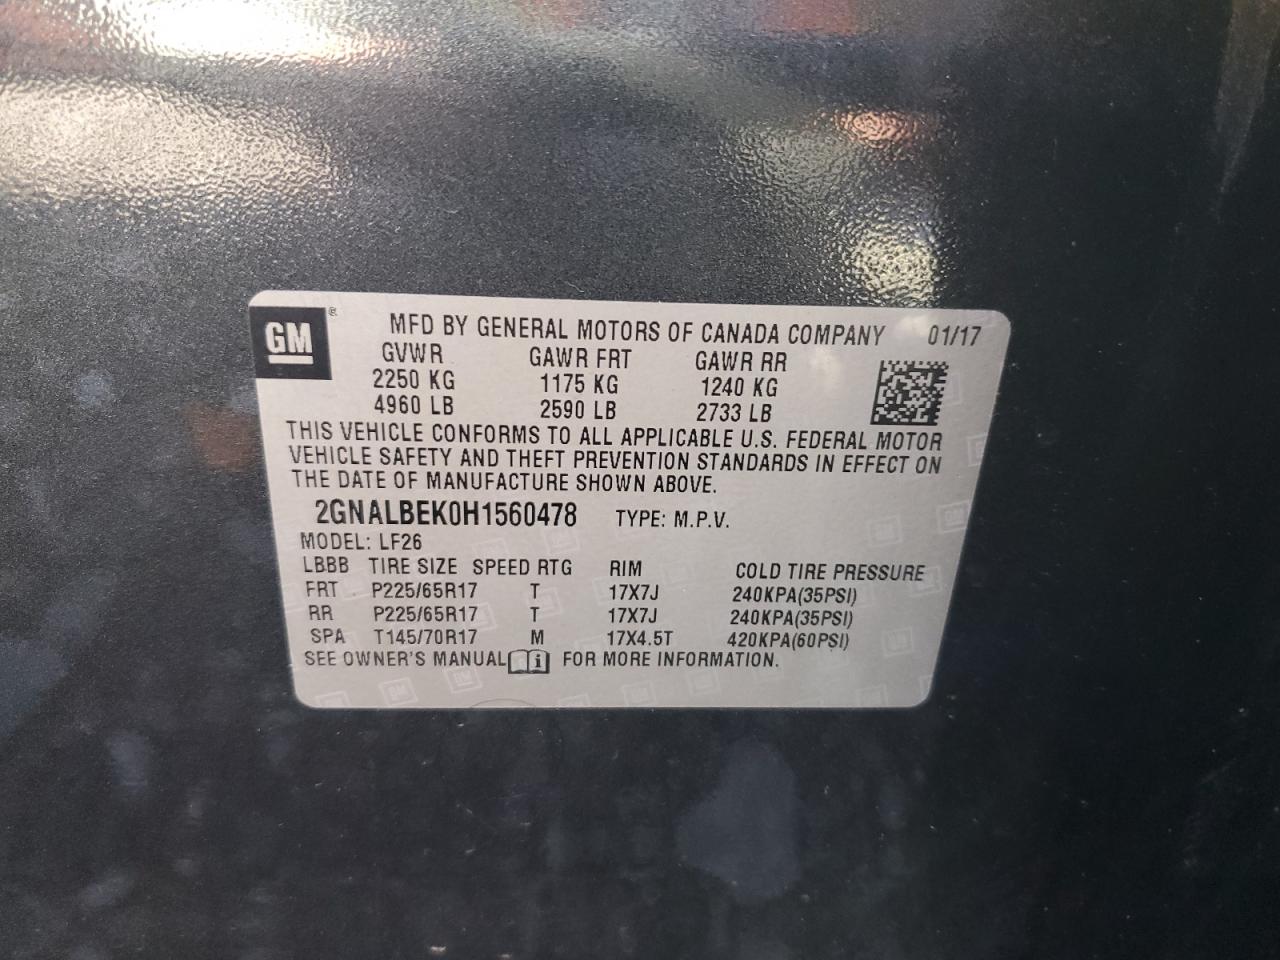 GM ®
MFD BY GENERAL MOTORS OF CANADA COMPANY 01/17
GVWR GAWR FRT GAWR RR
2250 KG 1175 KG 1240 KG
4960 LB 2590 LB 2733 LB
THIS VEHICLE CONFORMS TO ALL APPLICABLE U.S. FEDERAL MOTOR
VEHICLE SAFETY AND THEFT PREVENTION STANDARDS IN EFFECT ON
THE DATE OF MANUFACTURE SHOWN ABOVE.
2GNALBEK0H1560478 TYPE: M.P.V.
MODEL: LF26
LBBB TIRE SIZE SPEED RTG RIM COLD TIRE PRESSURE
FRT P225/65R17 T 17X7J 240KPA(35PSI)
RR P225/65R17 T 17X7J 240KPA(35PSI)
SPA T145/70R17 M 17X4.5T 420KPA(60PSI)
SEE OWNER'S MANUAL i FOR MORE INFORMATION.